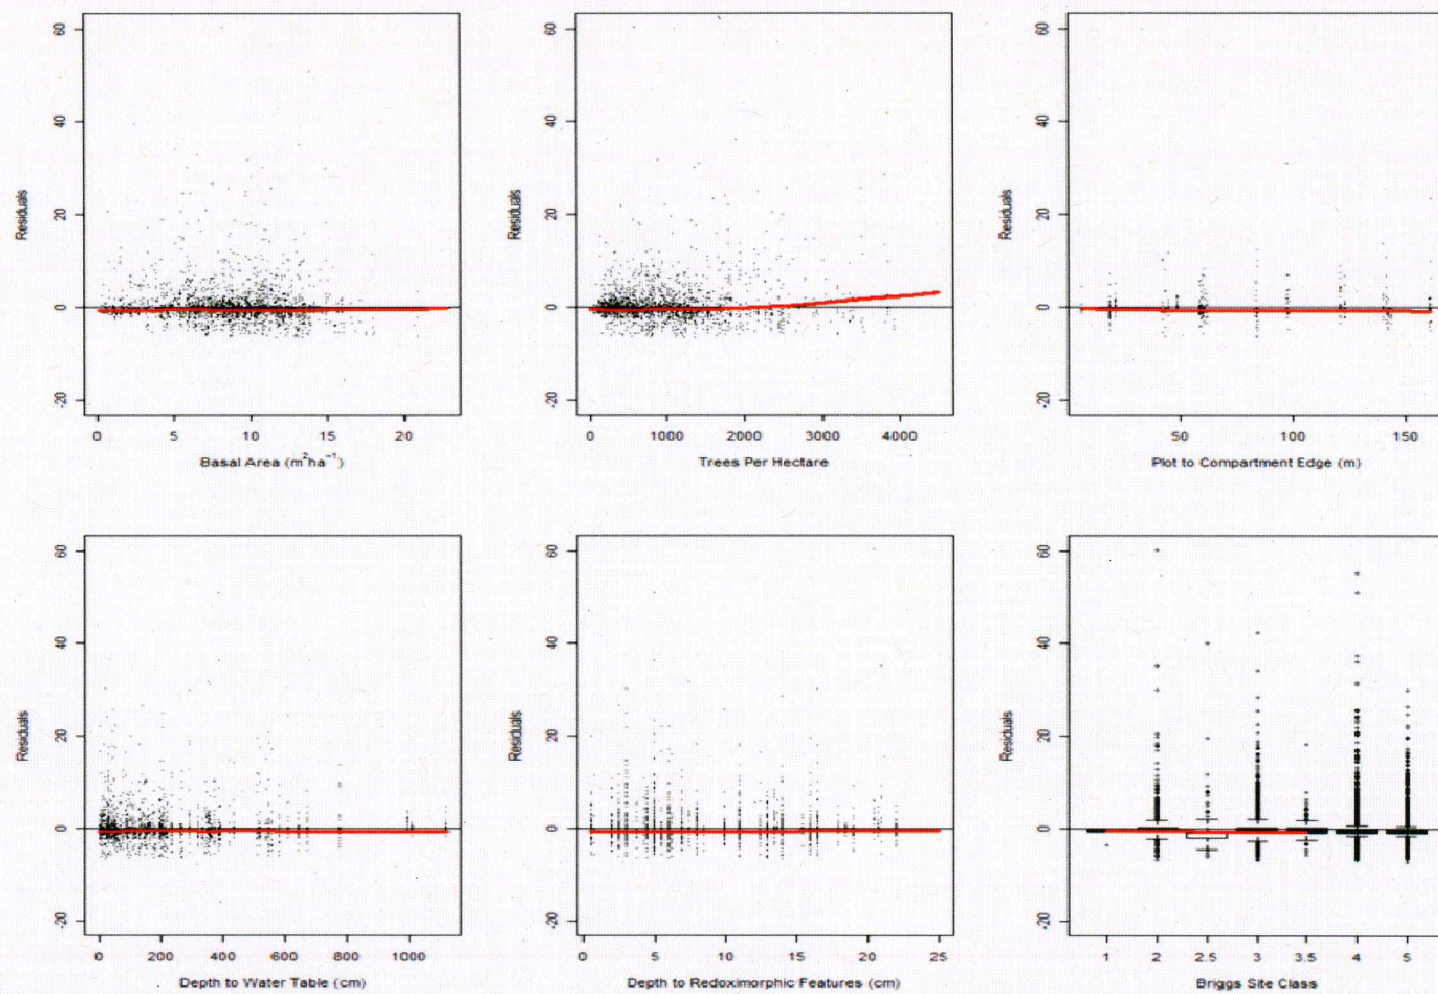 60
40
20
0
-20
Residuals
0 5 10 15 20
Basal Area (m²ha⁻¹)
60
40
20
0
-20
Residuals
0 1000 2000 3000 4000
Trees Per Hectare
60
40
20
0
-20
Residuals
50 100 150
Plot to Compartment Edge (m)
60
40
20
0
-20
Residuals
0 200 400 600 800 1000
Depth to Water Table (cm)
60
40
20
0
-20
Residuals
0 5 10 15 20 25
Depth to Redoximorphic Features (cm)
60
40
20
0
-20
Residuals
1 2 2.5 3 3.5 4 5
Briggs Site Class